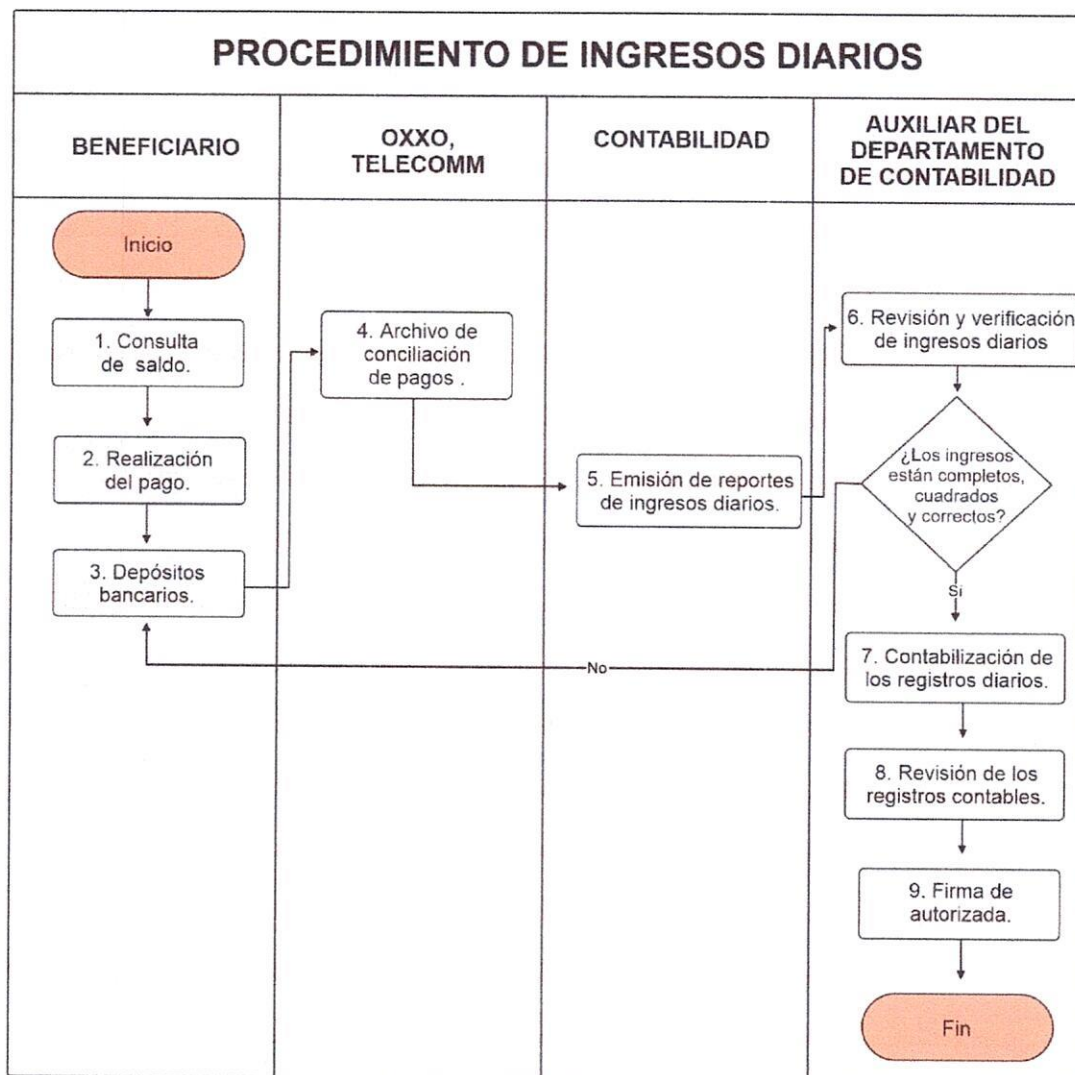 PROCEDIMIENTO DE INGRESOS DIARIOS
BENEFICIARIO
OXXO,
TELECOMM
CONTABILIDAD
AUXILIAR DEL
DEPARTAMENTO
DE CONTABILIDAD
Inicio
1. Consulta
de saldo.
2. Realización
del pago.
3. Depósitos
bancarios.
4. Archivo de
conciliación
de pagos .
5. Emisión de reportes
de ingresos diarios.
6. Revisión y verificación
de ingresos diarios
¿Los ingresos
están completos,
cuadrados
y correctos?
Sí
No
7. Contabilización de
los registros diarios.
8. Revisión de los
registros contables.
9. Firma de
autorizada.
Fin